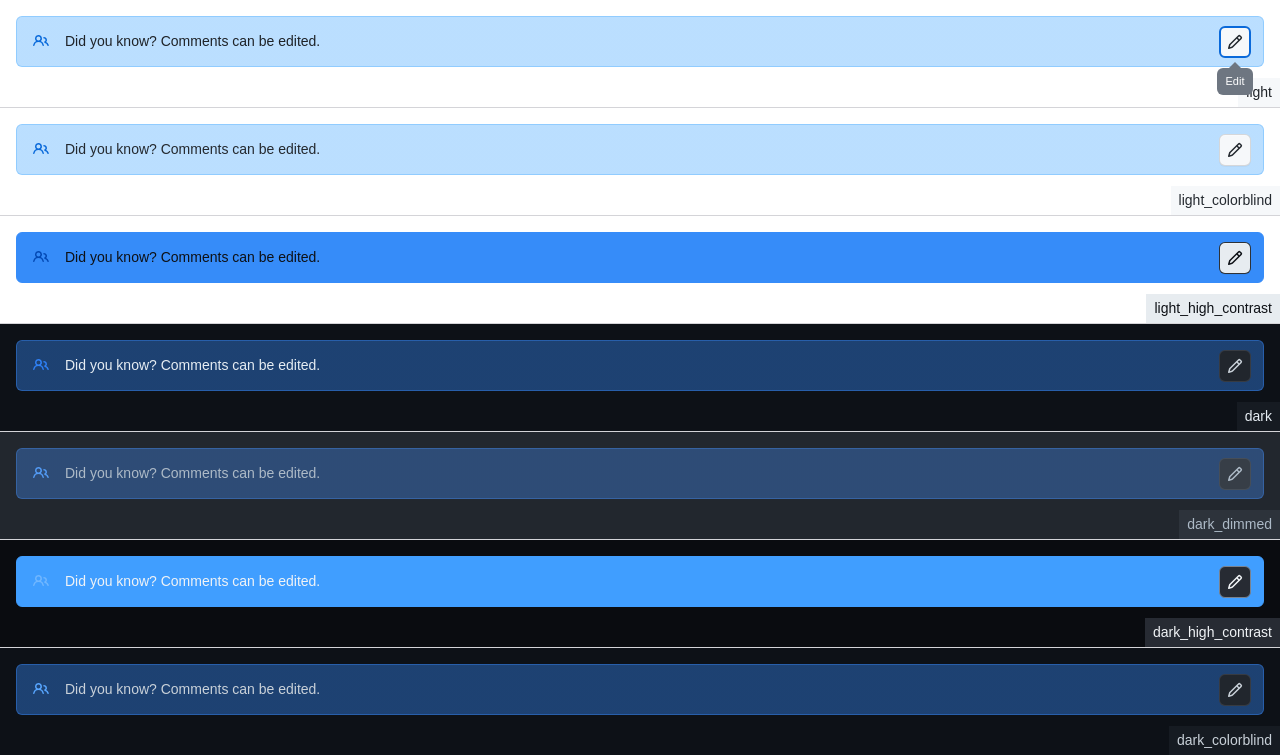 Did you know? Comments can be edited.
Edit
light
Did you know? Comments can be edited.
light_colorblind
Did you know? Comments can be edited.
light_high_contrast
Did you know? Comments can be edited.
dark
Did you know? Comments can be edited.
dark_dimmed
Did you know? Comments can be edited.
dark_high_contrast
Did you know? Comments can be edited.
dark_colorblind